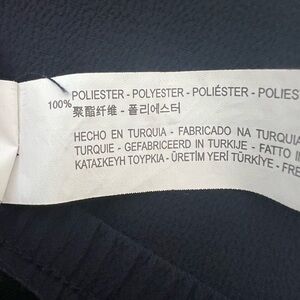 100% POLIESTER - POLYESTER - POLIÉSTER - POLIES
聚酯纤维 - 폴리에스터
HECHO EN TURQUIA - FABRICADO NA TURQUIA
TURQUIE - GEFABRICEERD IN TURKIJE - FATTO I
ΚΑΤΑΣΚΕΥΗ ΤΟΥΡΚΙΑ - ÜRETİM YERİ TÜRKİYE - FRE